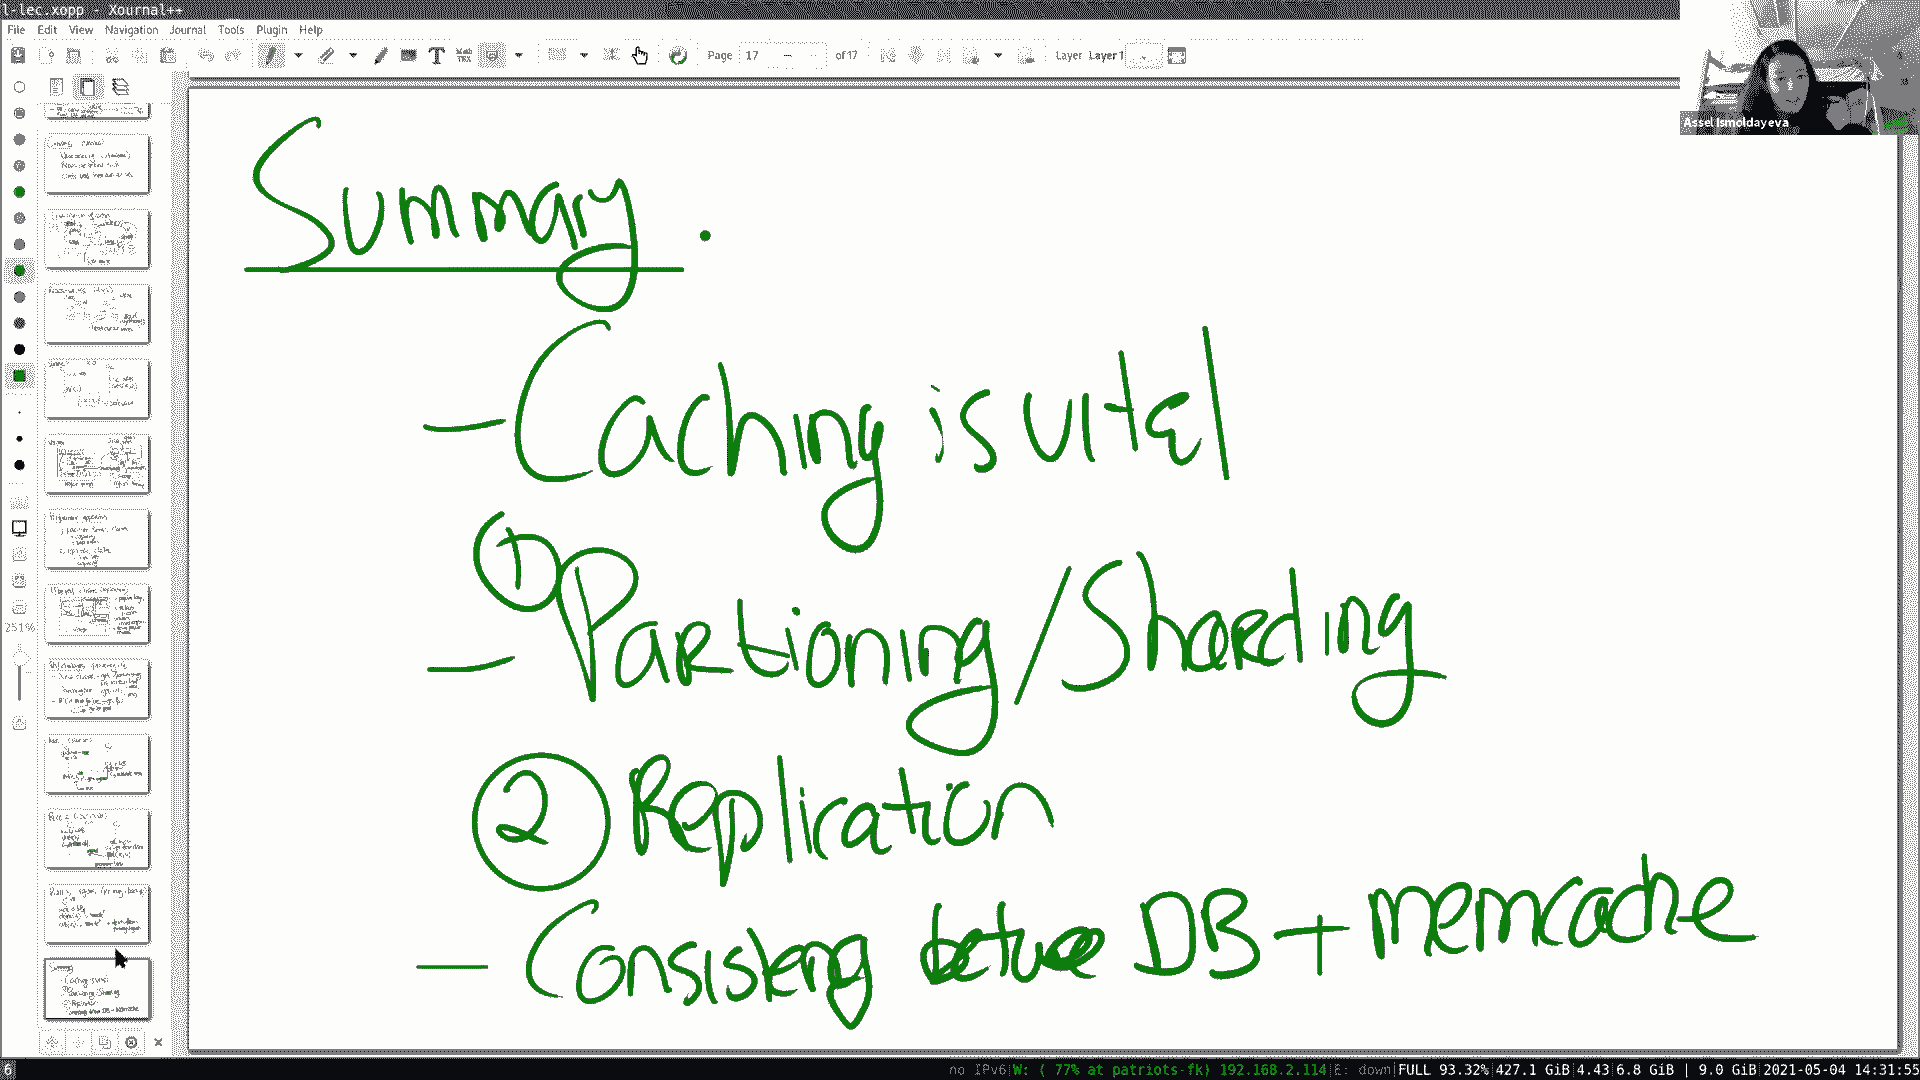 l-lec.xopp - Xournal++
File Edit View Navigation Journal Tools Plugin Help
Page 17 of 17 Layer Layer 1
Assel Ismoldayeva
Summary .
- Caching is vital
① Partioning/Sharding
-
② Replication
- Consisteny betwee DB + memcache
251%
6 no IPv6|W: ( 77% at patriots-fk) 192.168.2.114|E: down|FULL 93.32%|427.1 GiB|4.43|6.8 GiB | 9.0 GiB|2021-05-04 14:31:55